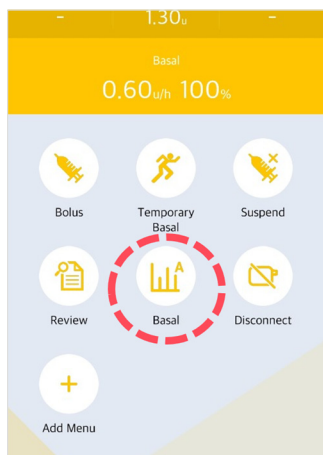 - 1.30u -
Basal
0.60u/h 100%
Bolus Temporary Basal Suspend
A
Review Basal Disconnect
Add Menu